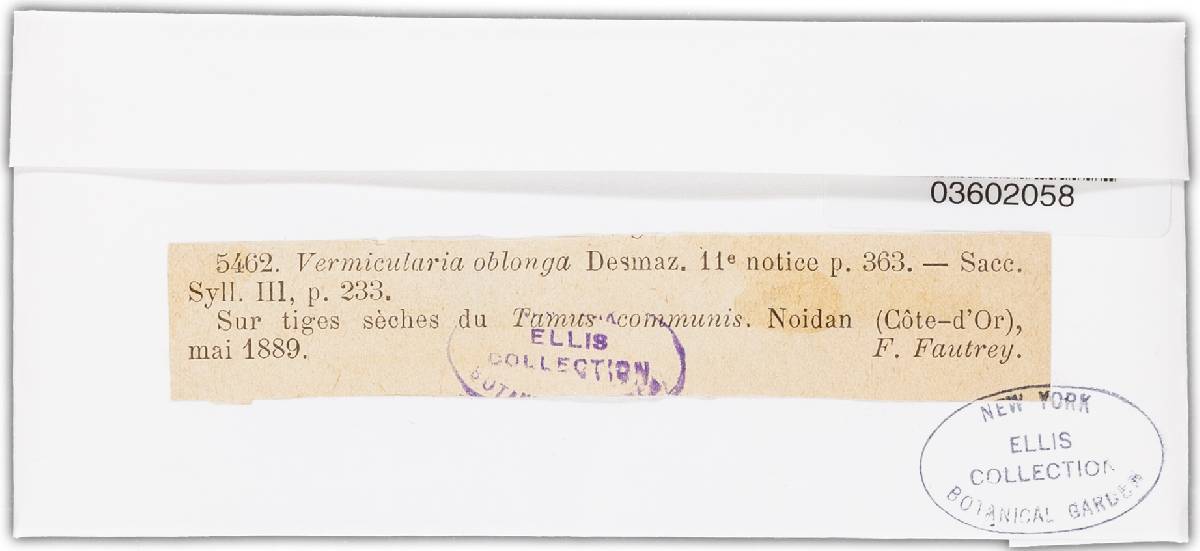 03602058
5462. Vermicularia oblonga Desmaz. 11e notice p. 363. — Sacc.
Syll. III, p. 233.
Sur tiges sèches du Tamus communis. Noidan (Côte-d'Or),
mai 1889. F. Fautrey.
ELLIS
COLLECTION
NEW YORK
ELLIS
COLLECTION
BOTANICAL GARDEN